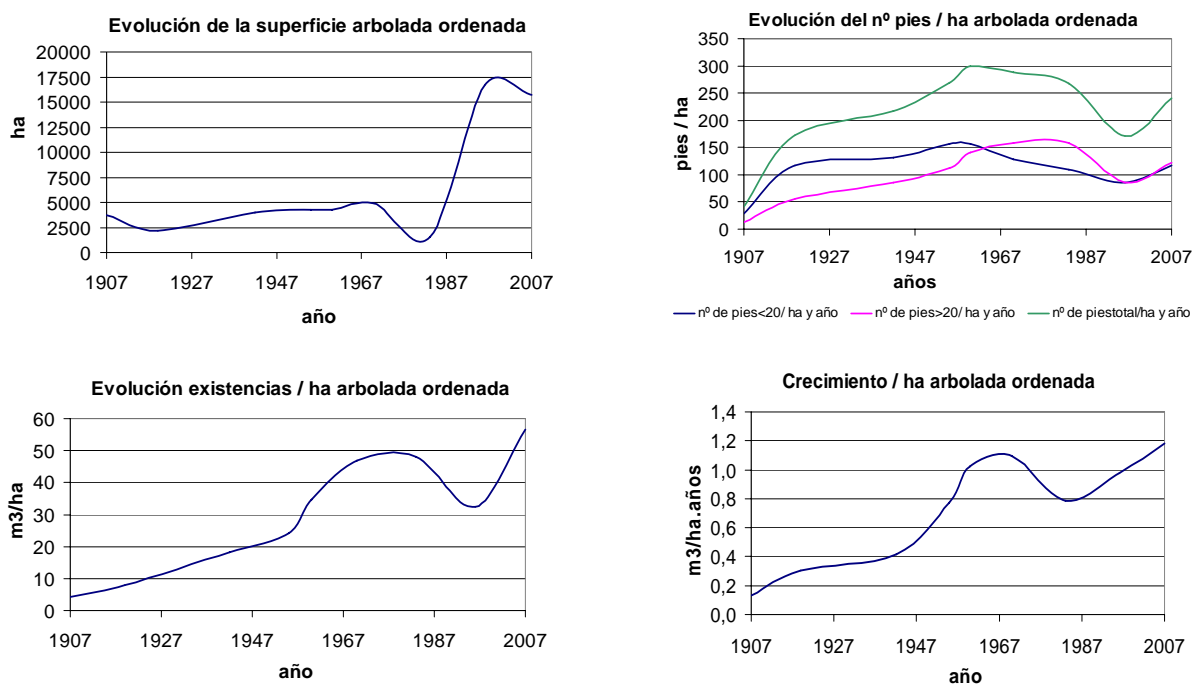 Evolución de la superficie arbolada ordenada
20000
17500
15000
12500
10000
7500
5000
2500
0
ha
1907 1927 1947 1967 1987 2007
año
Evolución del nº pies / ha arbolada ordenada
350
300
250
200
150
100
50
0
pies / ha
1907 1927 1947 1967 1987 2007
años
nº de pies<20/ ha y año nº de pies>20/ ha y año nº de piestotal/ha y año
Evolución existencias / ha arbolada ordenada
60
50
40
30
20
10
0
m3/ha
1907 1927 1947 1967 1987 2007
año
Crecimiento / ha arbolada ordenada
1,4
1,2
1,0
0,8
0,6
0,4
0,2
0,0
m3/ha.años
1907 1927 1947 1967 1987 2007
año